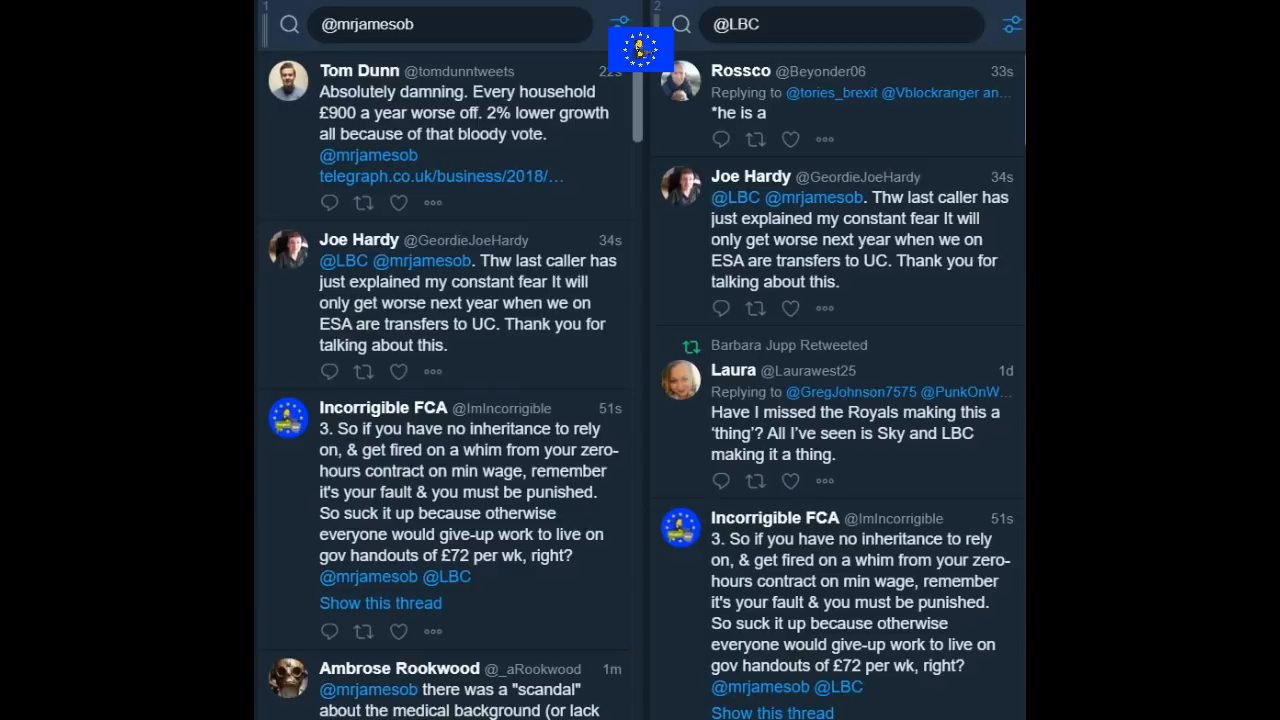 1
@mrjamesob
Tom Dunn @tomdunntweets 22s
Absolutely damning. Every household
£900 a year worse off. 2% lower growth
all because of that bloody vote.
@mrjamesob
telegraph.co.uk/business/2018/…
Joe Hardy @GeordieJoeHardy 34s
@LBC @mrjamesob. Thw last caller has
just explained my constant fear It will
only get worse next year when we on
ESA are transfers to UC. Thank you for
talking about this.
Incorrigible FCA @ImIncorrigible 51s
3. So if you have no inheritance to rely
on, & get fired on a whim from your zero-
hours contract on min wage, remember
it's your fault & you must be punished.
So suck it up because otherwise
everyone would give-up work to live on
gov handouts of £72 per wk, right?
@mrjamesob @LBC
Show this thread
Ambrose Rookwood @_aRookwood 1m
@mrjamesob there was a "scandal"
about the medical background (or lack
2
@LBC
Rossco @Beyonder06 33s
Replying to @tories_brexit @Vblockranger an...
*he is a
Joe Hardy @GeordieJoeHardy 34s
@LBC @mrjamesob. Thw last caller has
just explained my constant fear It will
only get worse next year when we on
ESA are transfers to UC. Thank you for
talking about this.
Barbara Jupp Retweeted
Laura @Laurawest25 1d
Replying to @GregJohnson7575 @PunkOnW...
Have I missed the Royals making this a
‘thing’? All I’ve seen is Sky and LBC
making it a thing.
Incorrigible FCA @ImIncorrigible 51s
3. So if you have no inheritance to rely
on, & get fired on a whim from your zero-
hours contract on min wage, remember
it's your fault & you must be punished.
So suck it up because otherwise
everyone would give-up work to live on
gov handouts of £72 per wk, right?
@mrjamesob @LBC
Show this thread